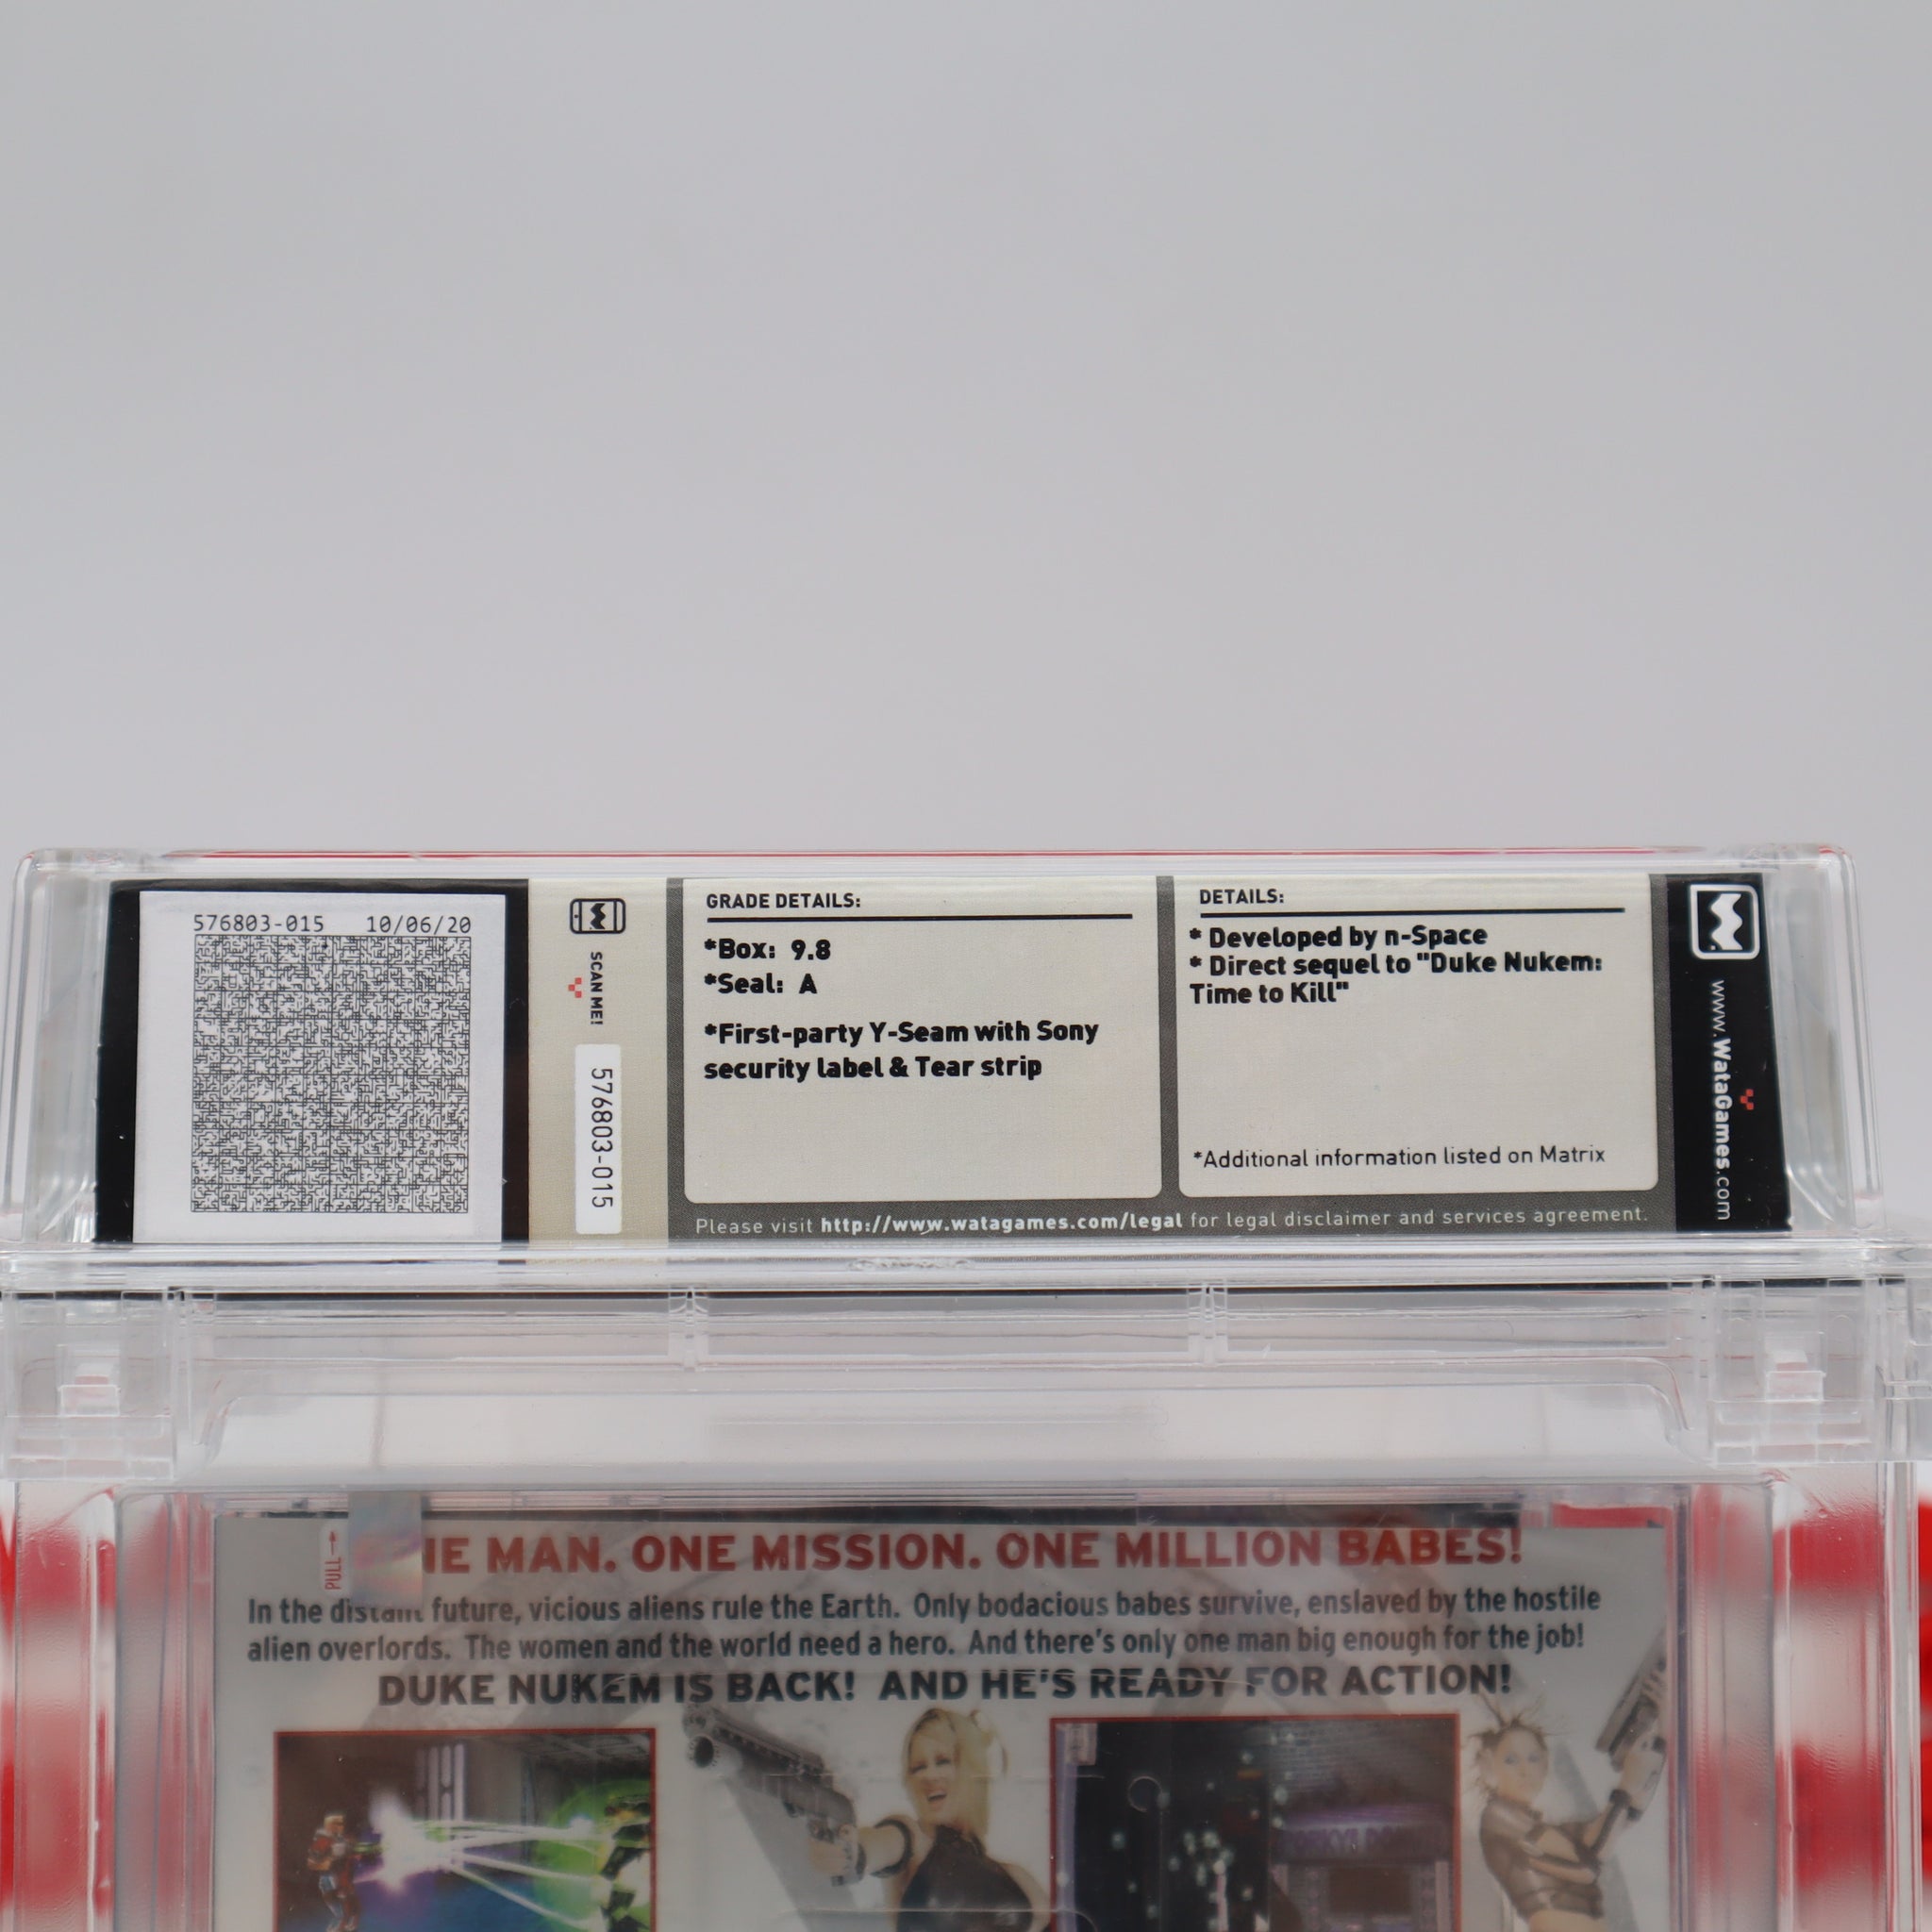 576803-015 10/06/20
SCAN ME!
576803-015
GRADE DETAILS:
*Box: 9.8
*Seal: A
*First-party Y-Seam with Sony
security label & Tear strip
DETAILS:
* Developed by n-Space
* Direct sequel to "Duke Nukem:
Time to Kill"
*Additional information listed on Matrix
Please visit http://www.watagames.com/legal for legal disclaimer and services agreement.
www.WataGames.com
PULL→
MAN. ONE MISSION. ONE MILLION BABES!
In the distant future, vicious aliens rule the Earth. Only bodacious babes survive, enslaved by the hostile
alien overlords. The women and the world need a hero. And there's only one man big enough for the job!
DUKE NUKEM IS BACK! AND HE'S READY FOR ACTION!